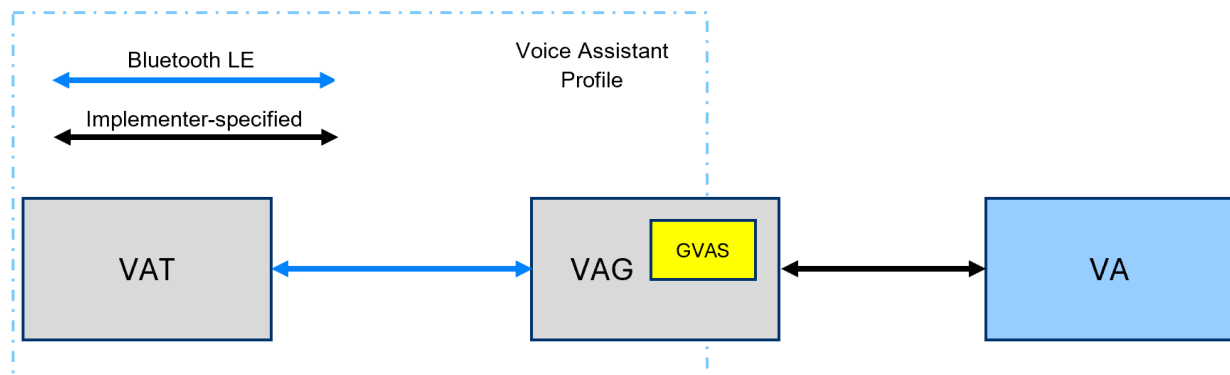 Bluetooth LE
Implementer-specified
Voice Assistant
Profile
VAT
VAG
GVAS
VA